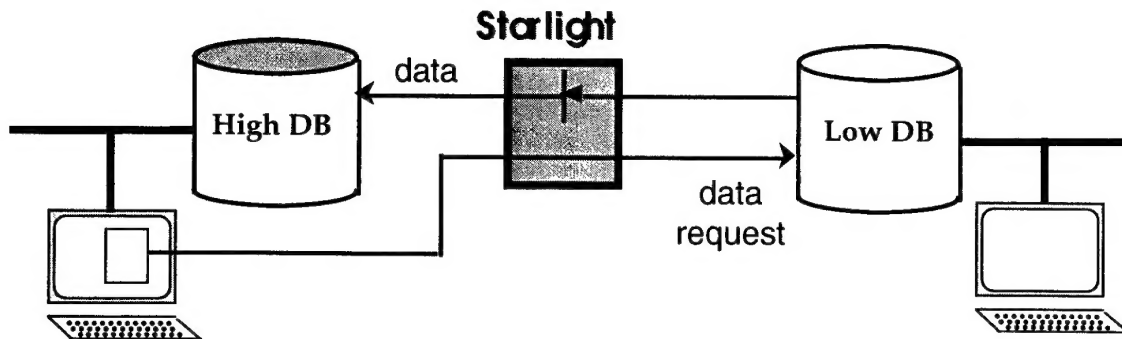 Starlight
data
High DB
Low DB
data
request